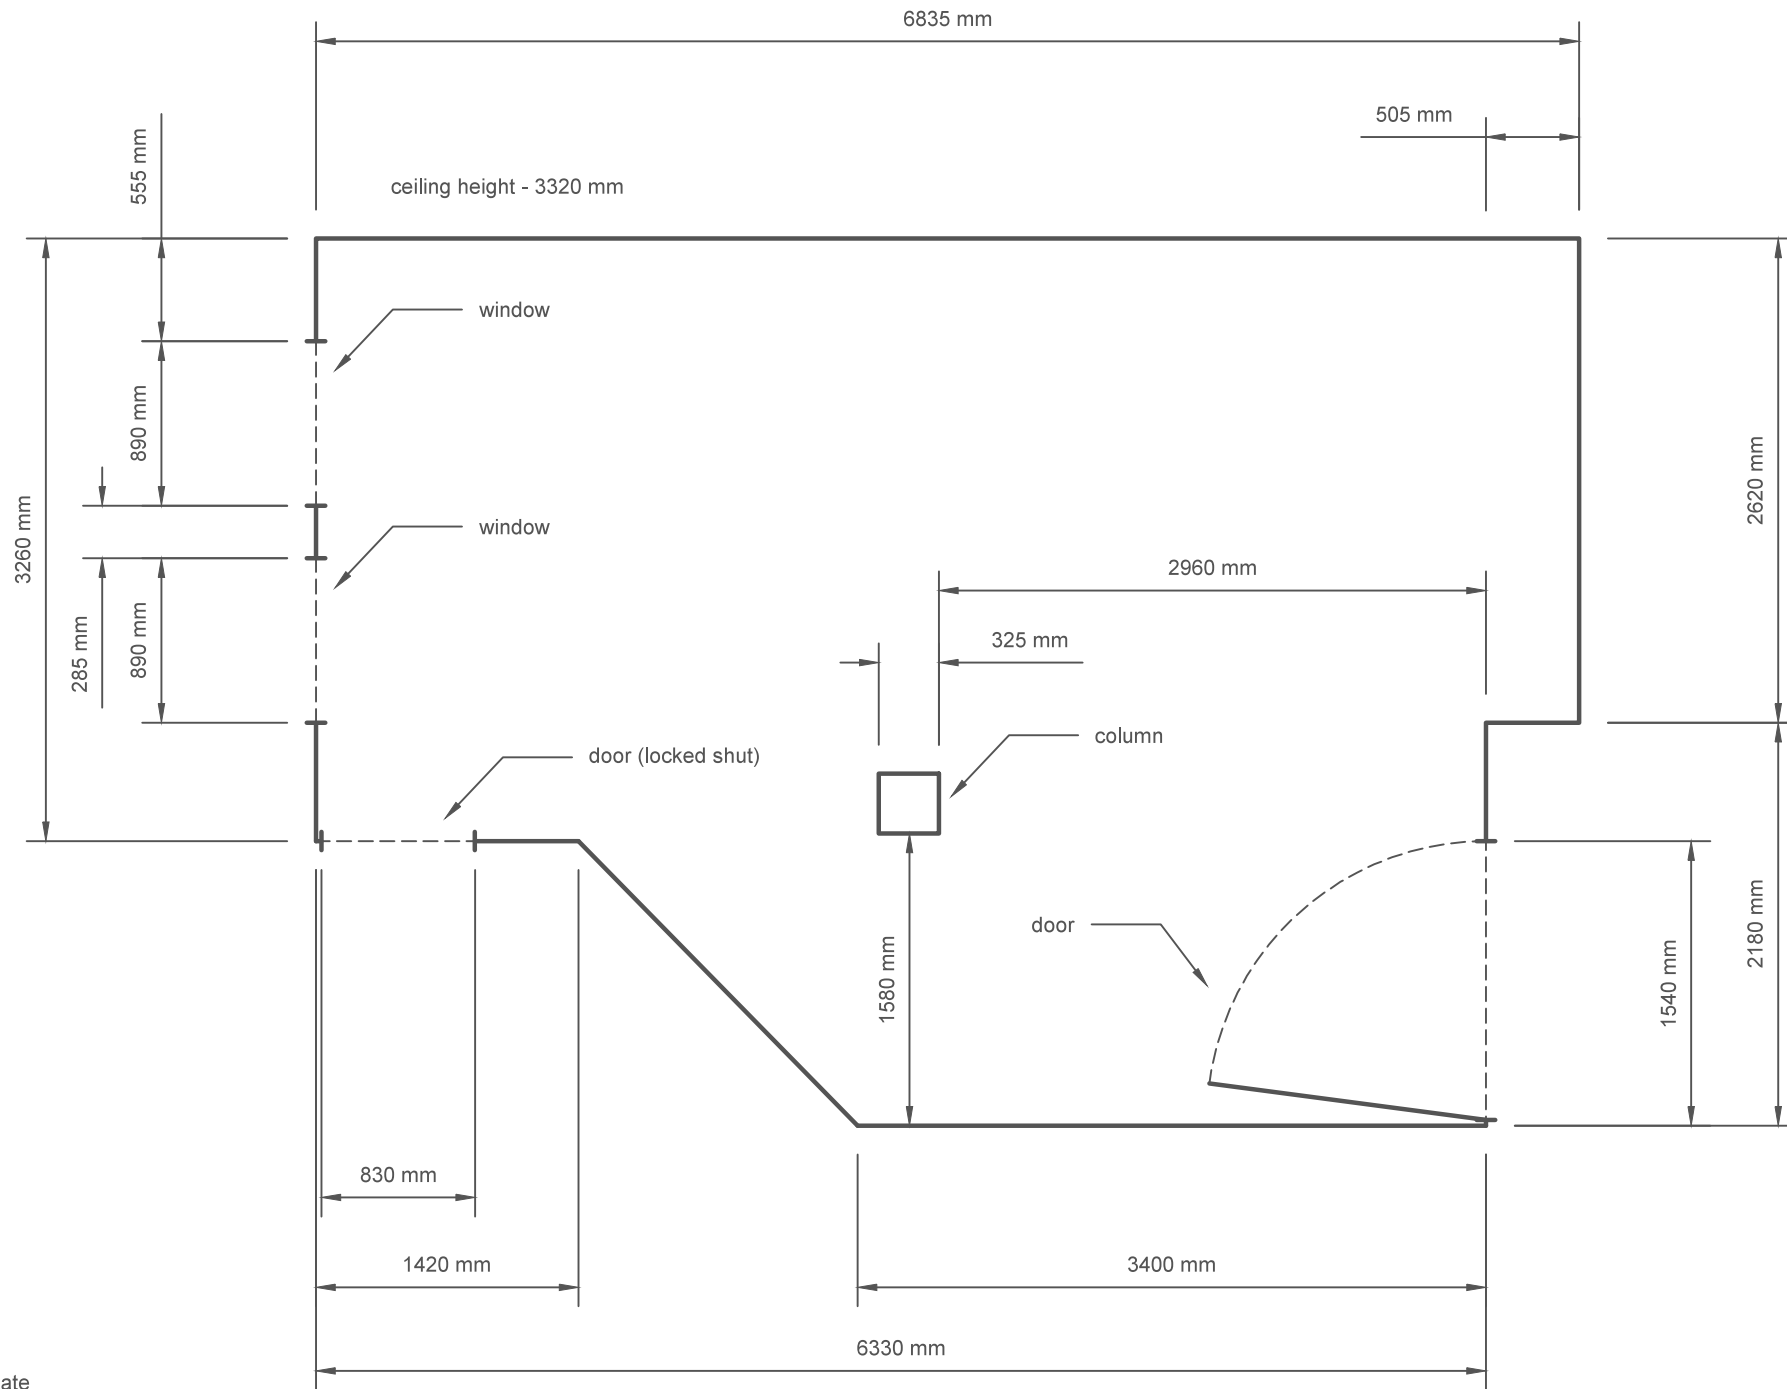 6835 mm
505 mm
555 mm
ceiling height - 3320 mm
window
890 mm
2620 mm
3260 mm
window
2960 mm
285 mm
890 mm
325 mm
column
door (locked shut)
door
1580 mm
1540 mm
2180 mm
830 mm
1420 mm
3400 mm
6330 mm
ate